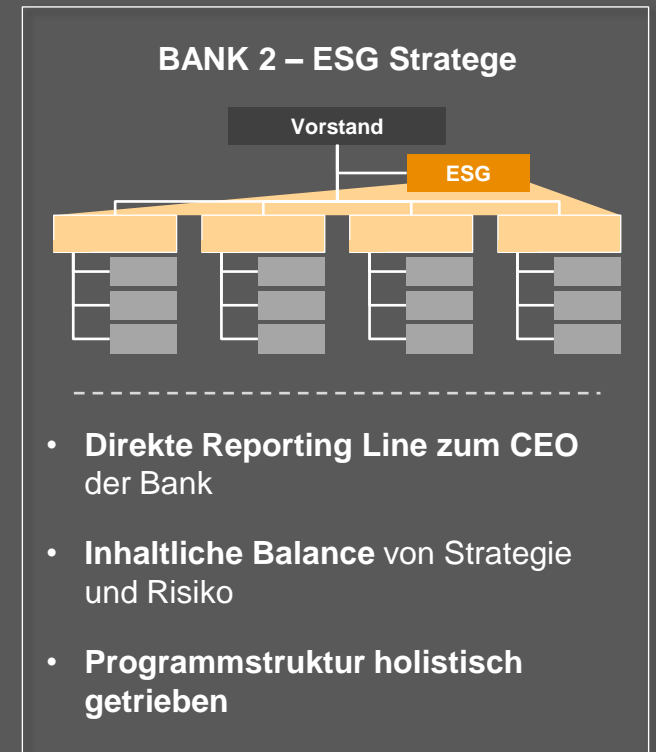 BANK 2 – ESG Stratege
Vorstand
ESG
• Direkte Reporting Line zum CEO
der Bank
• Inhaltliche Balance von Strategie
und Risiko
• Programmstruktur holistisch
getrieben